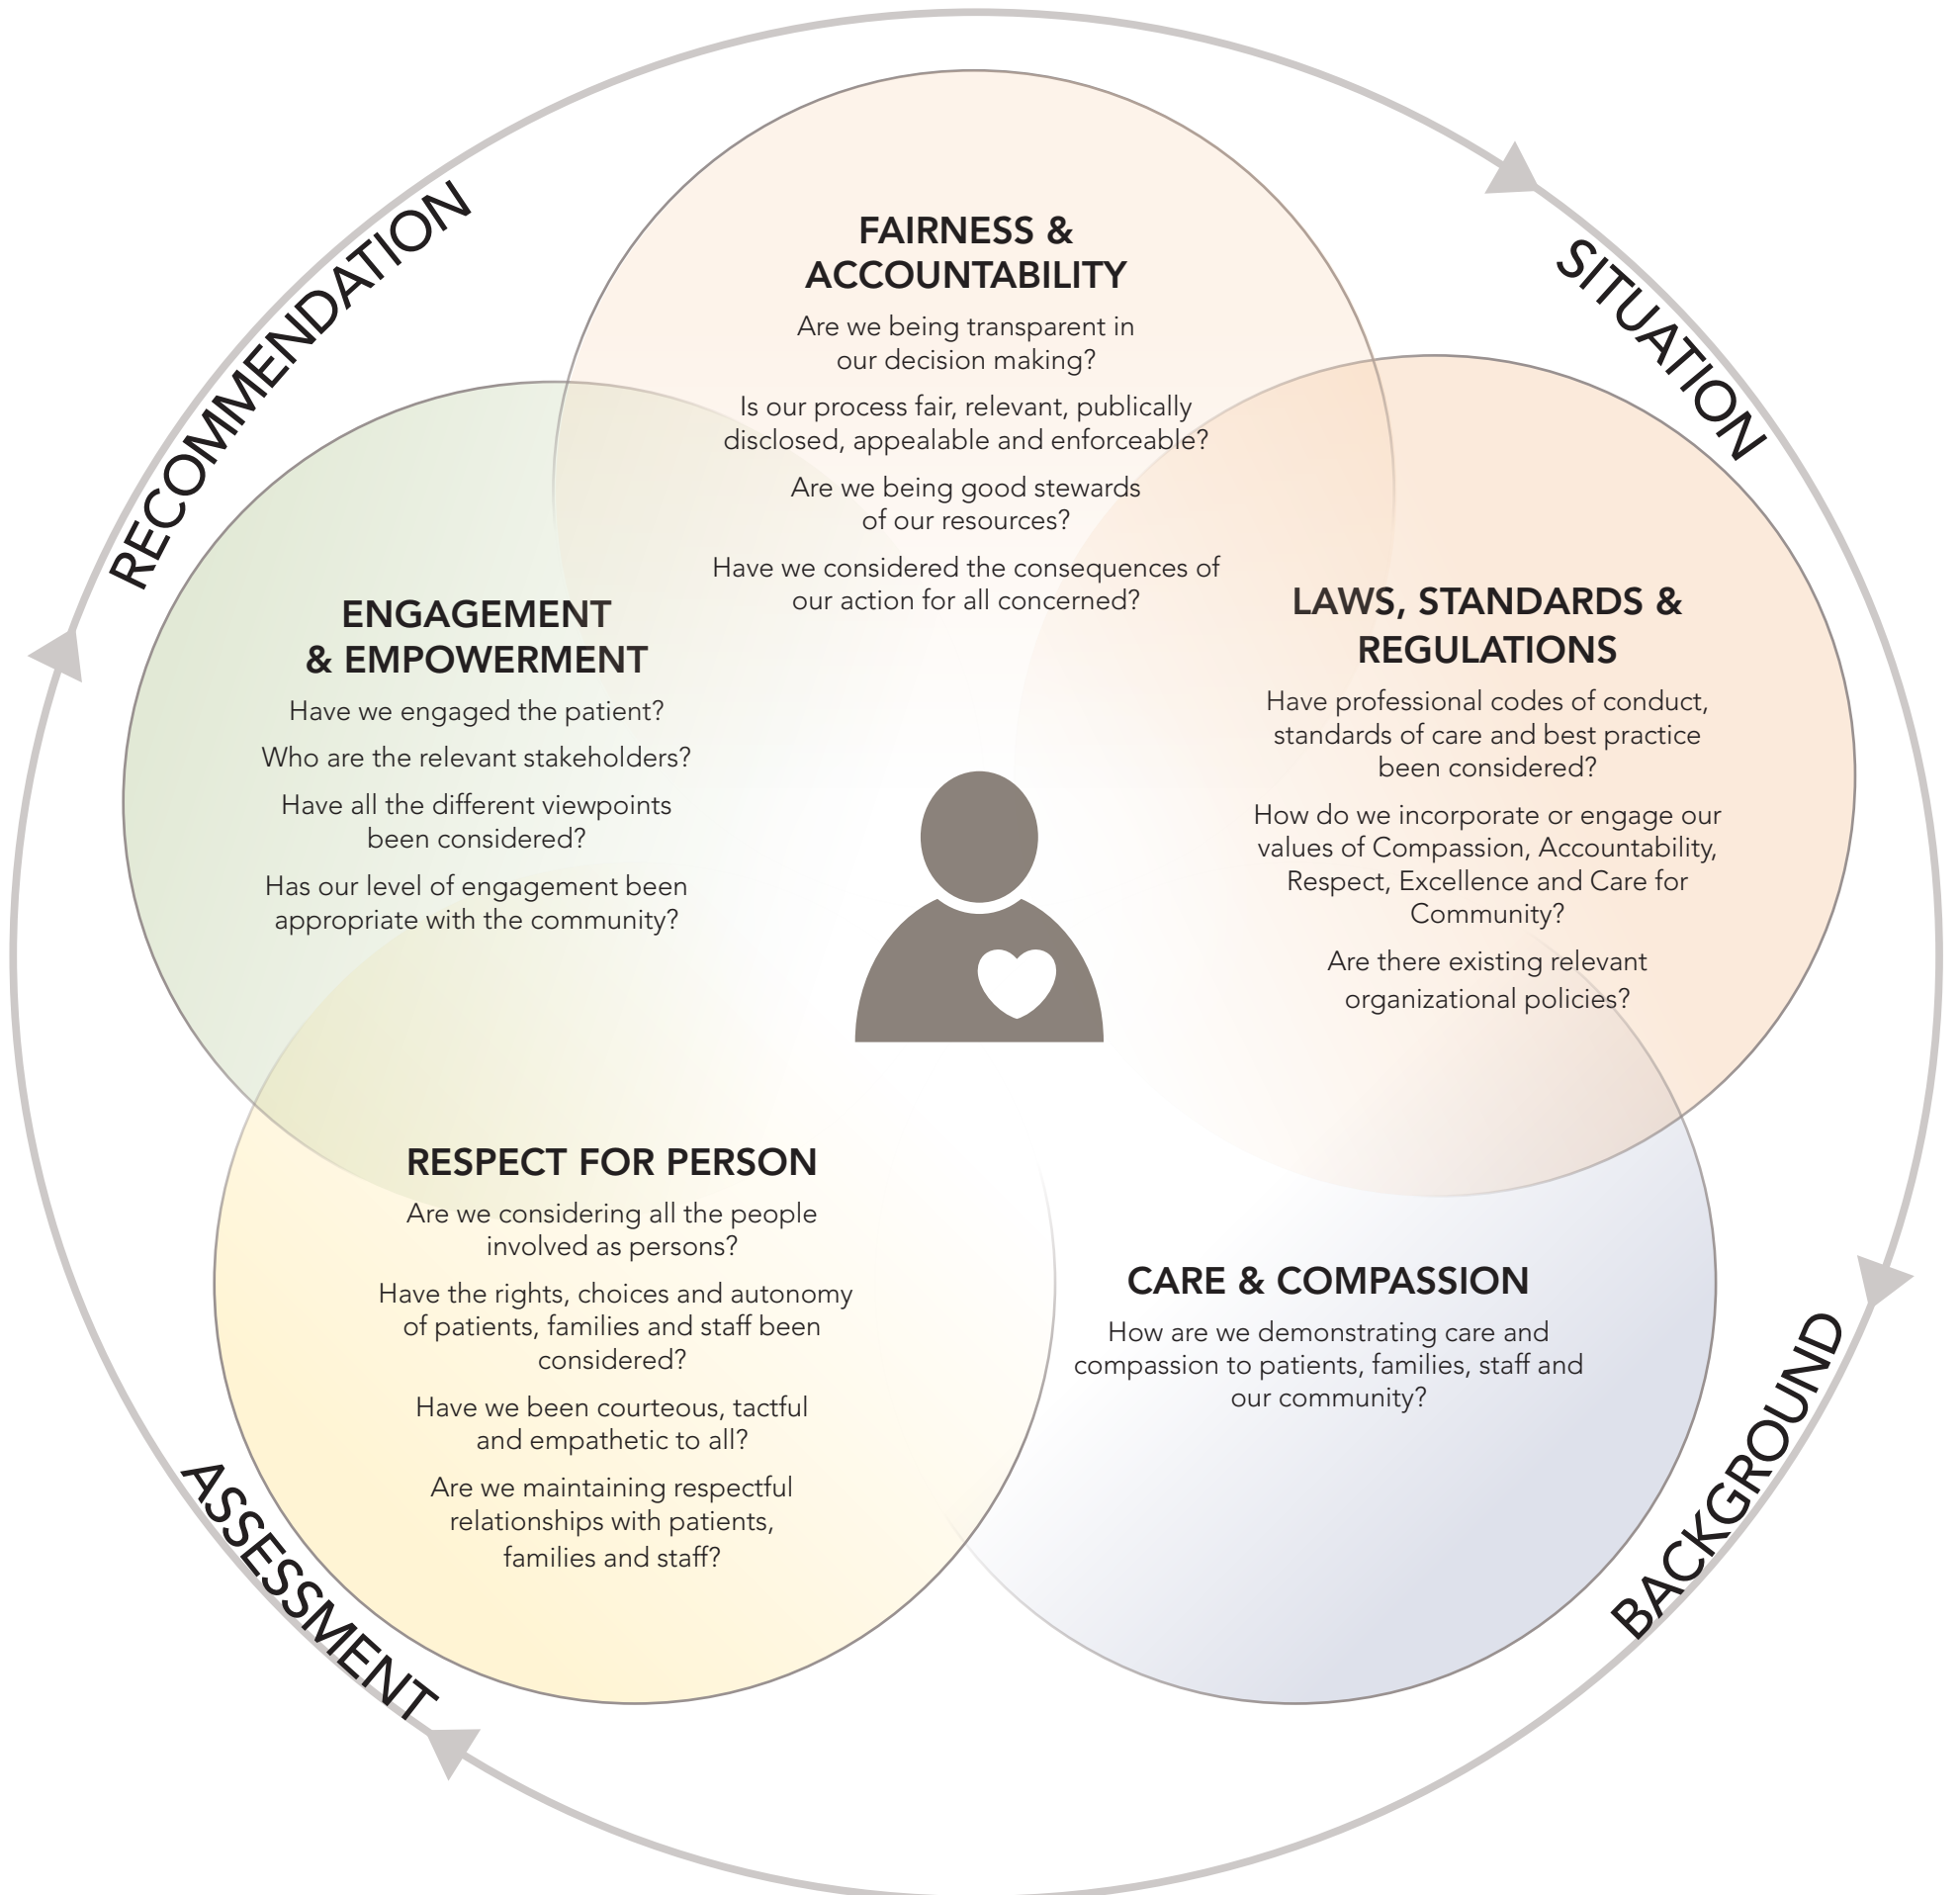 FAIRNESS &
ACCOUNTABILITY
Are we being transparent in
our decision making?
Is our process fair, relevant, publically
disclosed, appealable and enforceable?
Are we being good stewards
of our resources?
Have we considered the consequences of
our action for all concerned?
SITUATION
LAWS, STANDARDS &
REGULATIONS
Have professional codes of conduct,
standards of care and best practice
been considered?
How do we incorporate or engage our
values of Compassion, Accountability,
Respect, Excellence and Care for
Community?
Are there existing relevant
organizational policies?
BACKGROUND
CARE & COMPASSION
How are we demonstrating care and
compassion to patients, families, staff and
our community?
ASSESSMENT
RESPECT FOR PERSON
Are we considering all the people
involved as persons?
Have the rights, choices and autonomy
of patients, families and staff been
considered?
Have we been courteous, tactful
and empathetic to all?
Are we maintaining respectful
relationships with patients,
families and staff?
RECOMMENDATION
ENGAGEMENT
& EMPOWERMENT
Have we engaged the patient?
Who are the relevant stakeholders?
Have all the different viewpoints
been considered?
Has our level of engagement been
appropriate with the community?